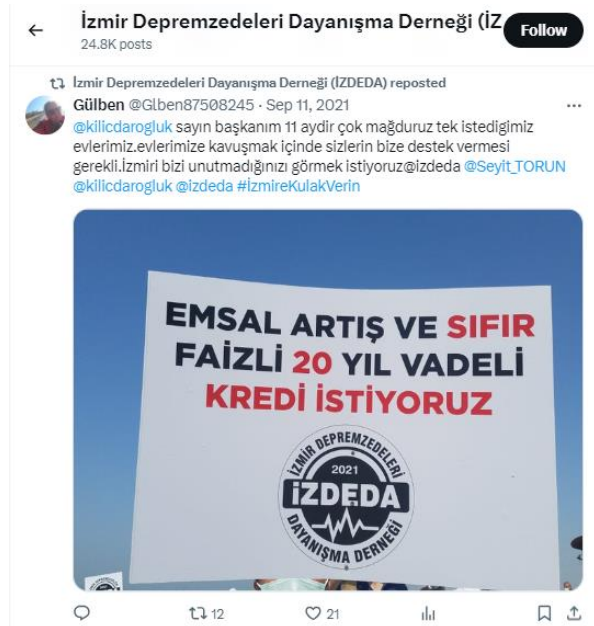 İzmir Depremzedeleri Dayanışma Derneği (İZ
Follow
24.8K posts
İzmir Depremzedeleri Dayanışma Derneği (İZDEDA) reposted
Gülben @Glben87508245 · Sep 11, 2021
@kilicdarogluk sayın başkanım 11 aydir çok mağduruz tek istedigimiz
evlerimiz.evlerimize kavuşmak içinde sizlerin bize destek vermesi
gerekli.İzmiri bizi unutmadığınızı görmek istiyoruz@izdeda @Seyit_TORUN
@kilicdarogluk @izdeda #İzmireKulakVerin
EMSAL ARTIŞ VE SIFIR
FAİZLİ 20 YIL VADELİ
KREDİ İSTİYORUZ
İZMİR DEPREMZEDELERİ
2021
İZDEDA
DAYANIŞMA DERNEĞİ
12
21